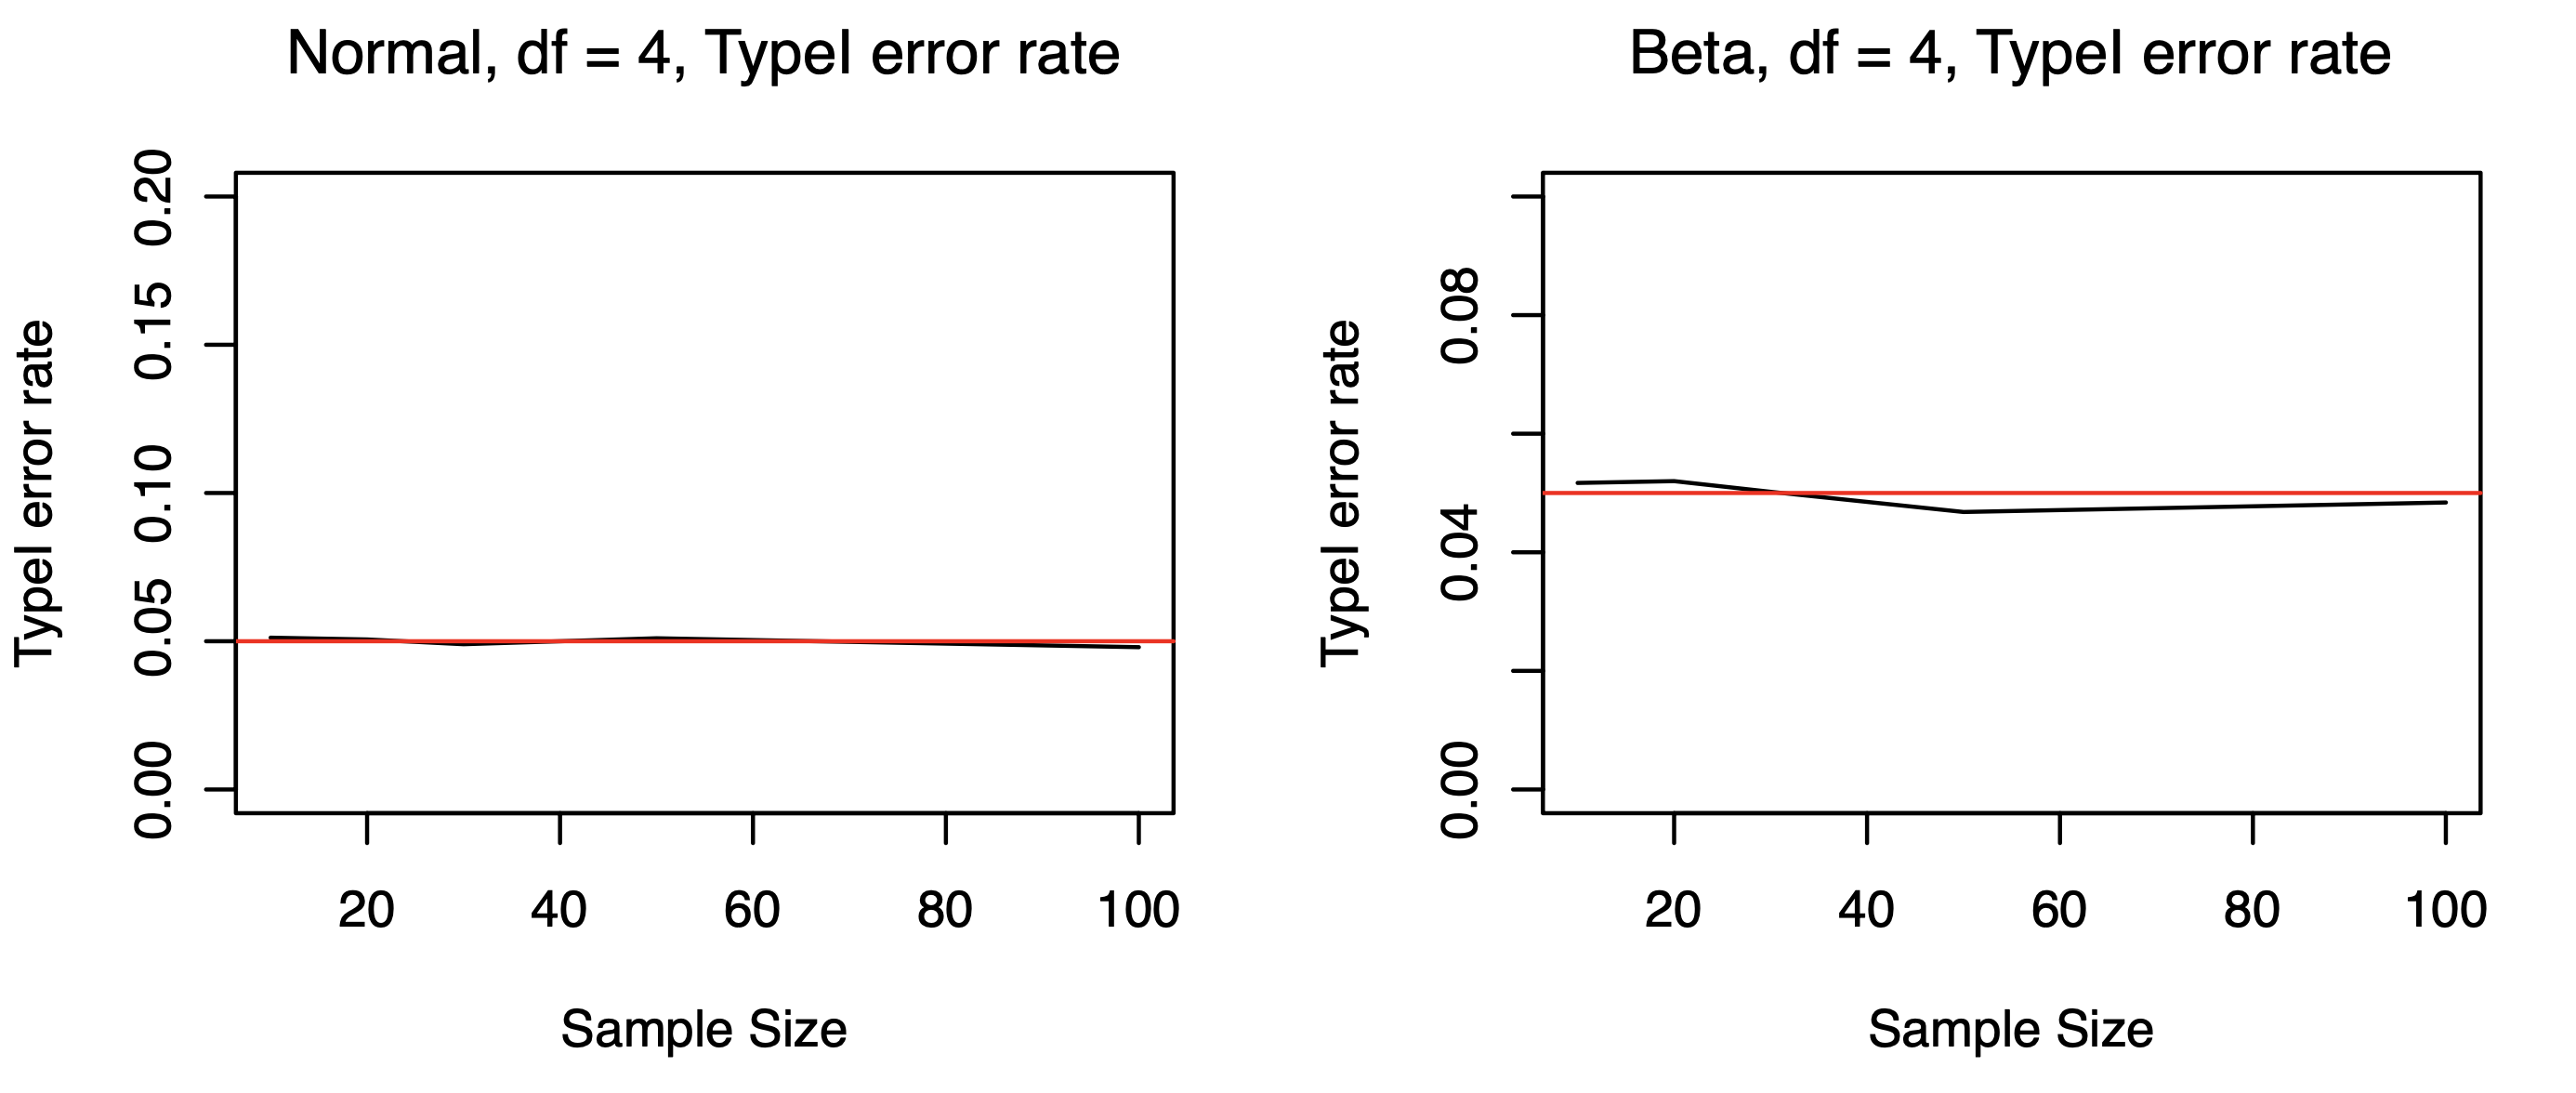 Normal, df = 4, TypeI error rate
TypeI error rate
0.20
0.15
0.10
0.05
0.00
20 40 60 80 100
Sample Size
Beta, df = 4, TypeI error rate
TypeI error rate
0.08
0.04
0.00
20 40 60 80 100
Sample Size